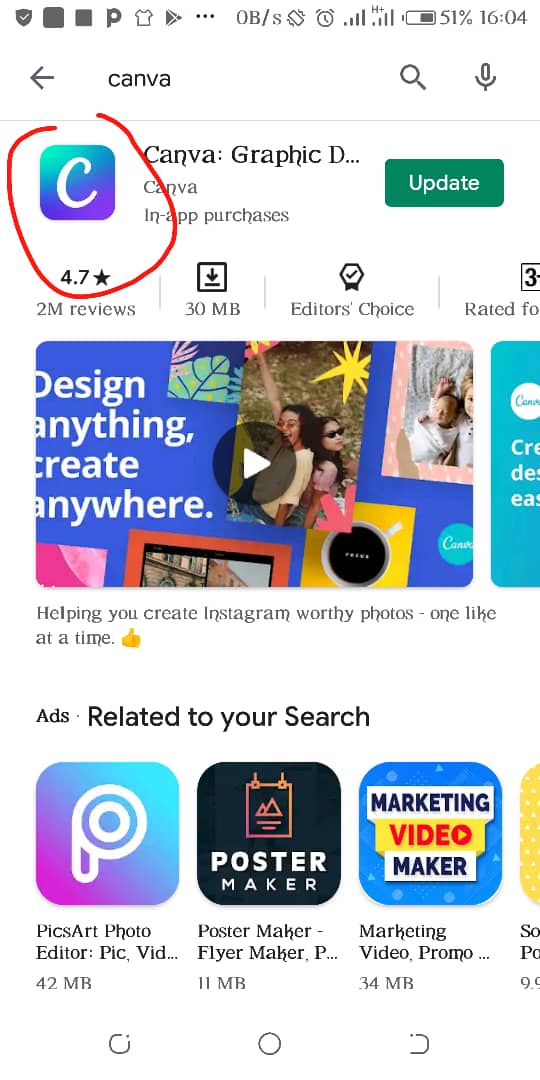 0B/s H+ 51% 16:04
canva
Canva: Graphic D...
Canva
In-app purchases
Update
4.7★
2M reviews
30 MB
Editors' Choice
3+
Rated fo
Design
anything,
create
anywhere.
FOCUS
Canva
Canva
Cre
des
eas
Helping you create Instagram worthy photos - one like
at a time. 👍
Ads · Related to your Search
POSTER
MAKER
MARKETING
VIDEO
MAKER
PicsArt Photo
Editor: Pic, Vid...
42 MB
Poster Maker -
Flyer Maker, P...
11 MB
Marketing
Video, Promo ...
34 MB
So
Po
9.9